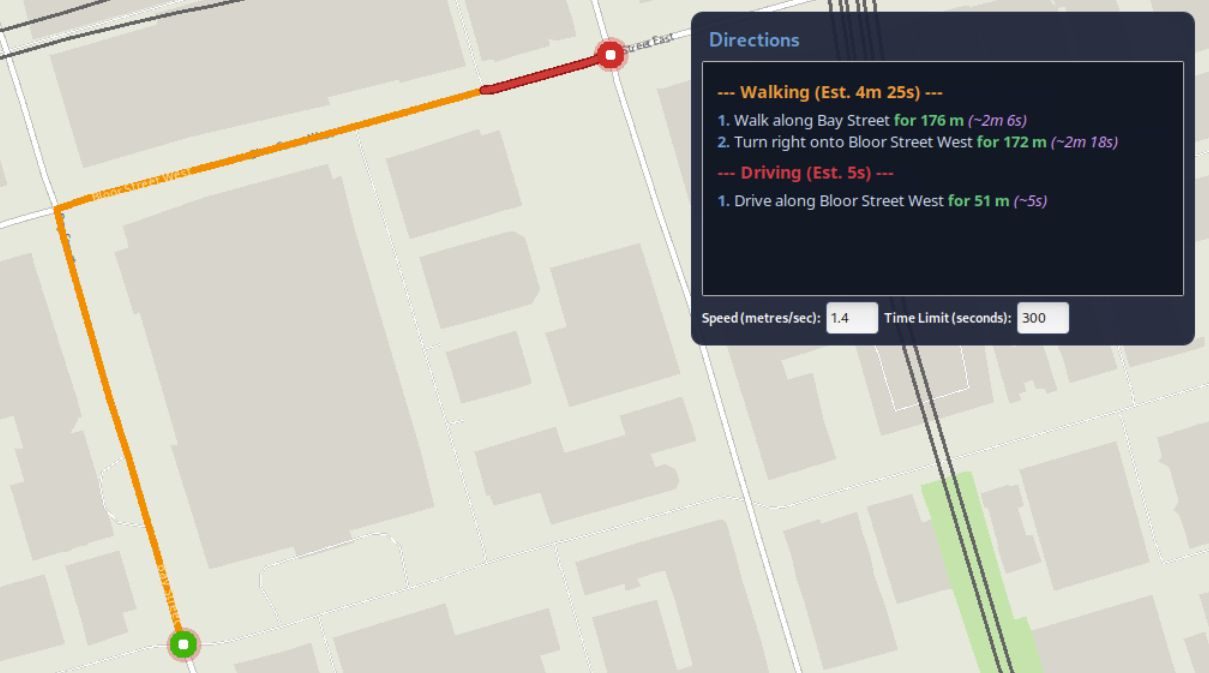 Street East
Directions
--- Walking (Est. 4m 25s) ---
1. Walk along Bay Street for 176 m (~2m 6s)
2. Turn right onto Bloor Street West for 172 m (~2m 18s)
--- Driving (Est. 5s) ---
1. Drive along Bloor Street West for 51 m (~5s)
Speed (metres/sec): 1.4 Time Limit (seconds): 300
Bloor Street West
Bay Street